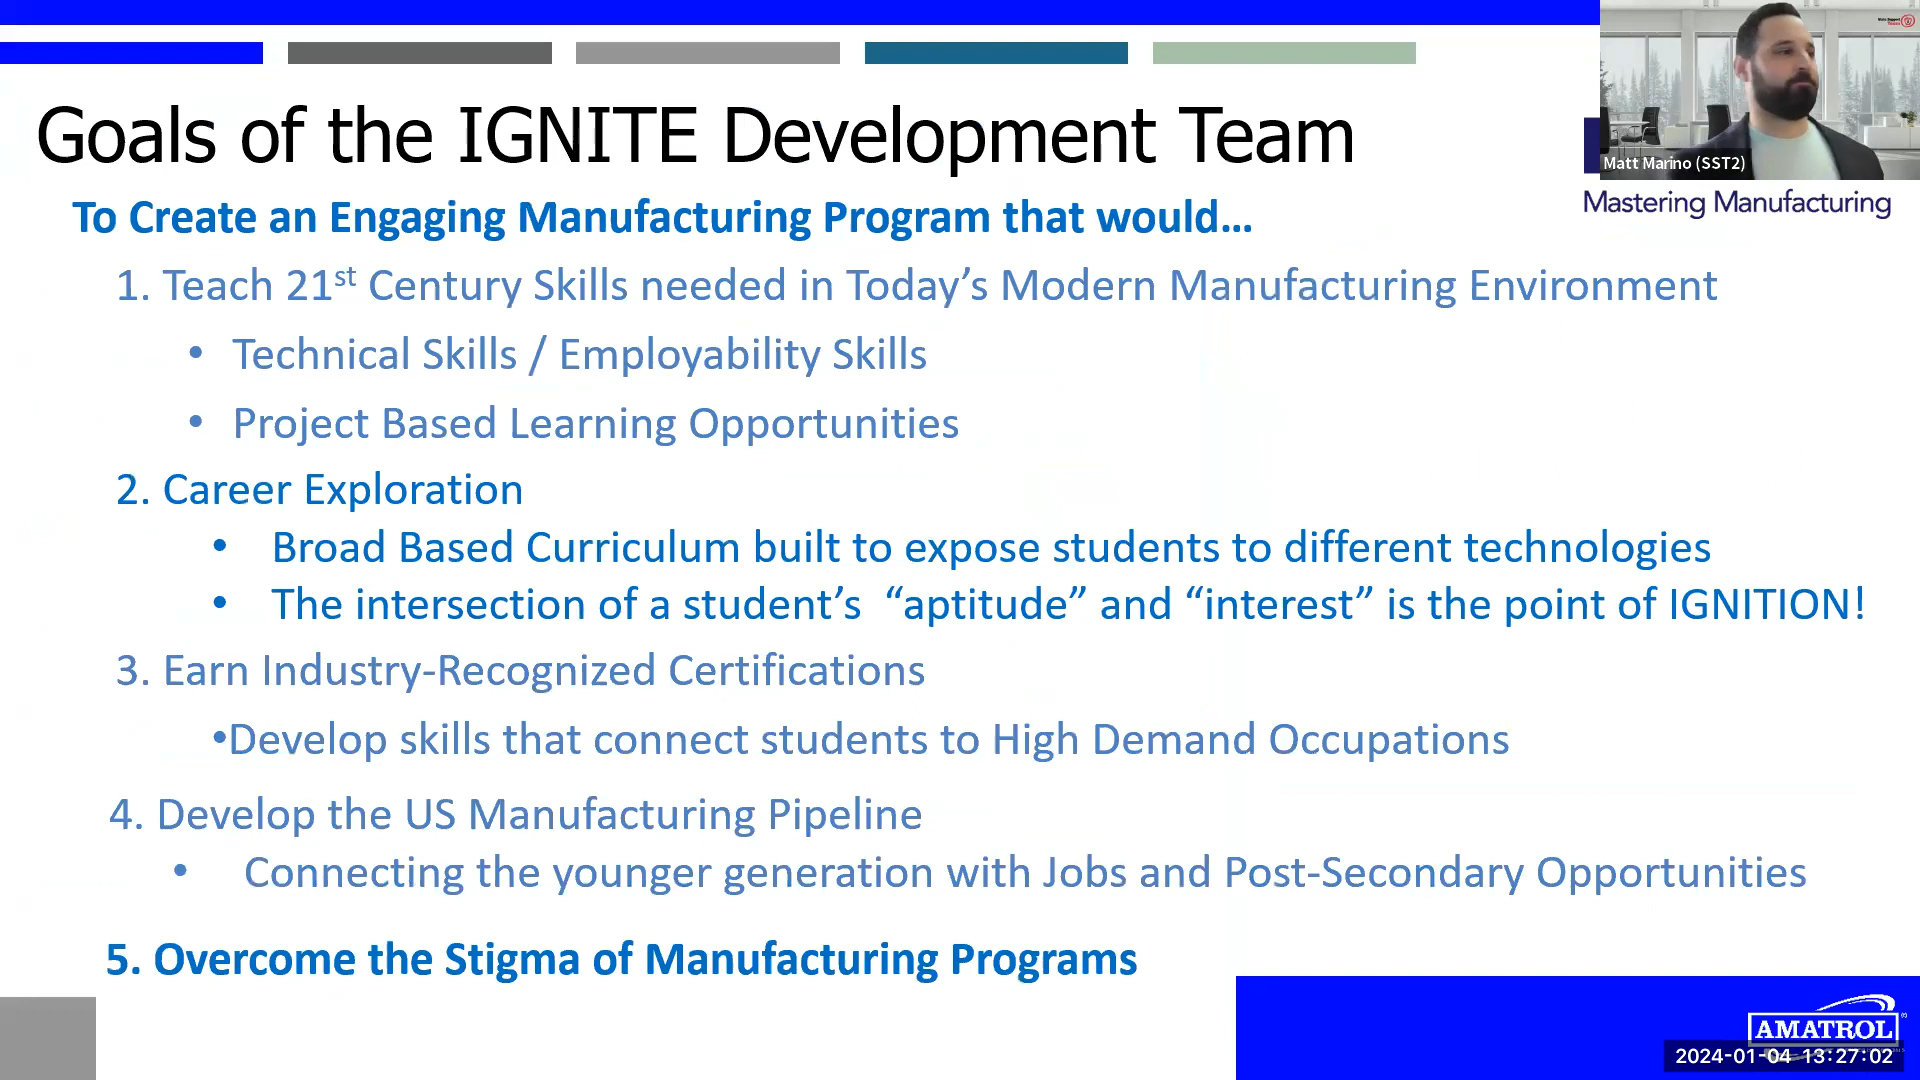 Goals of the IGNITE Development Team
Matt Marino (SST2)
Mastering Manufacturing
To Create an Engaging Manufacturing Program that would...
1. Teach 21st Century Skills needed in Today’s Modern Manufacturing Environment
• Technical Skills / Employability Skills
• Project Based Learning Opportunities
2. Career Exploration
• Broad Based Curriculum built to expose students to different technologies
• The intersection of a student’s “aptitude” and “interest” is the point of IGNITION!
3. Earn Industry-Recognized Certifications
•Develop skills that connect students to High Demand Occupations
4. Develop the US Manufacturing Pipeline
• Connecting the younger generation with Jobs and Post-Secondary Opportunities
5. Overcome the Stigma of Manufacturing Programs
AMATROL®
2024-01-04 13:27:02